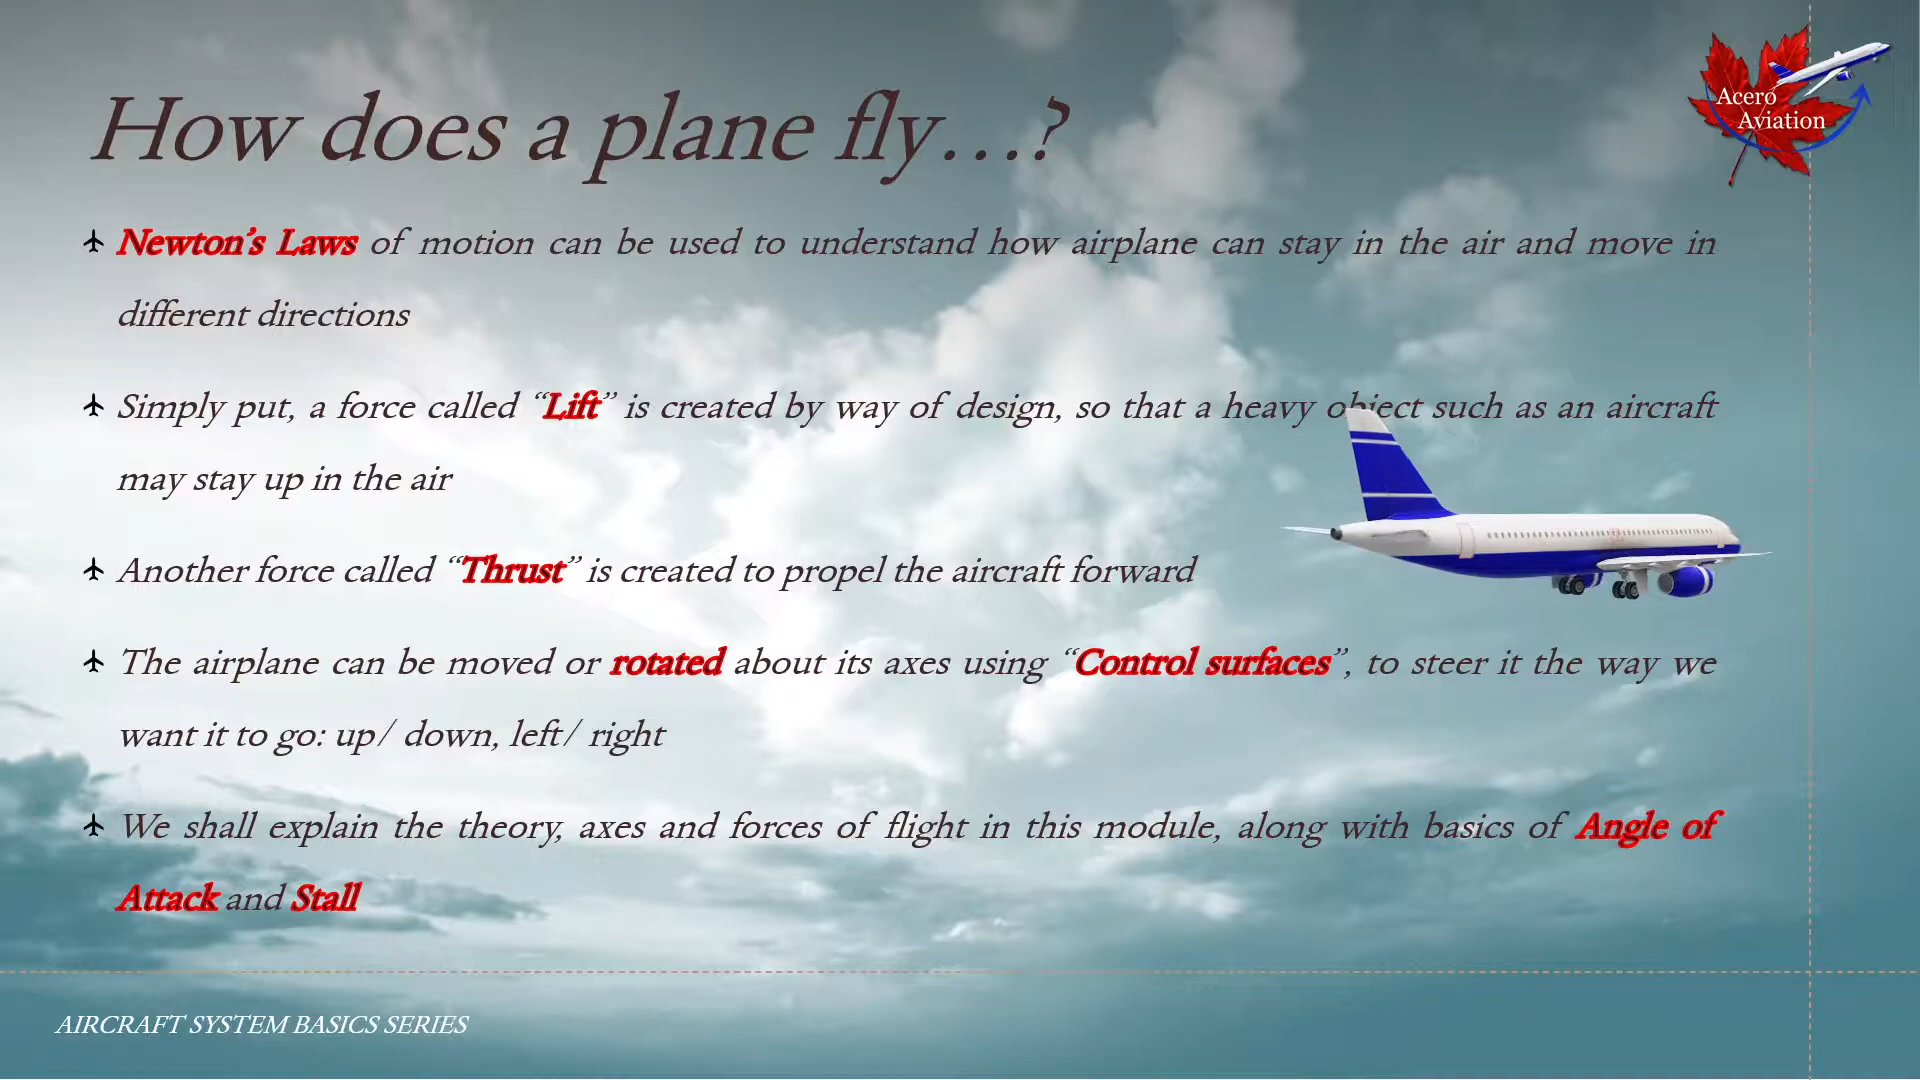 Acero
Aviation
How does a plane fly…?
Newton’s Laws of motion can be used to understand how airplane can stay in the air and move in
different directions
Simply put, a force called “Lift” is created by way of design, so that a heavy object such as an aircraft
may stay up in the air
Another force called “Thrust” is created to propel the aircraft forward
The airplane can be moved or rotated about its axes using “Control surfaces”, to steer it the way we
want it to go: up/ down, left/ right
We shall explain the theory, axes and forces of flight in this module, along with basics of Angle of
Attack and Stall
AIRCRAFT SYSTEM BASICS SERIES